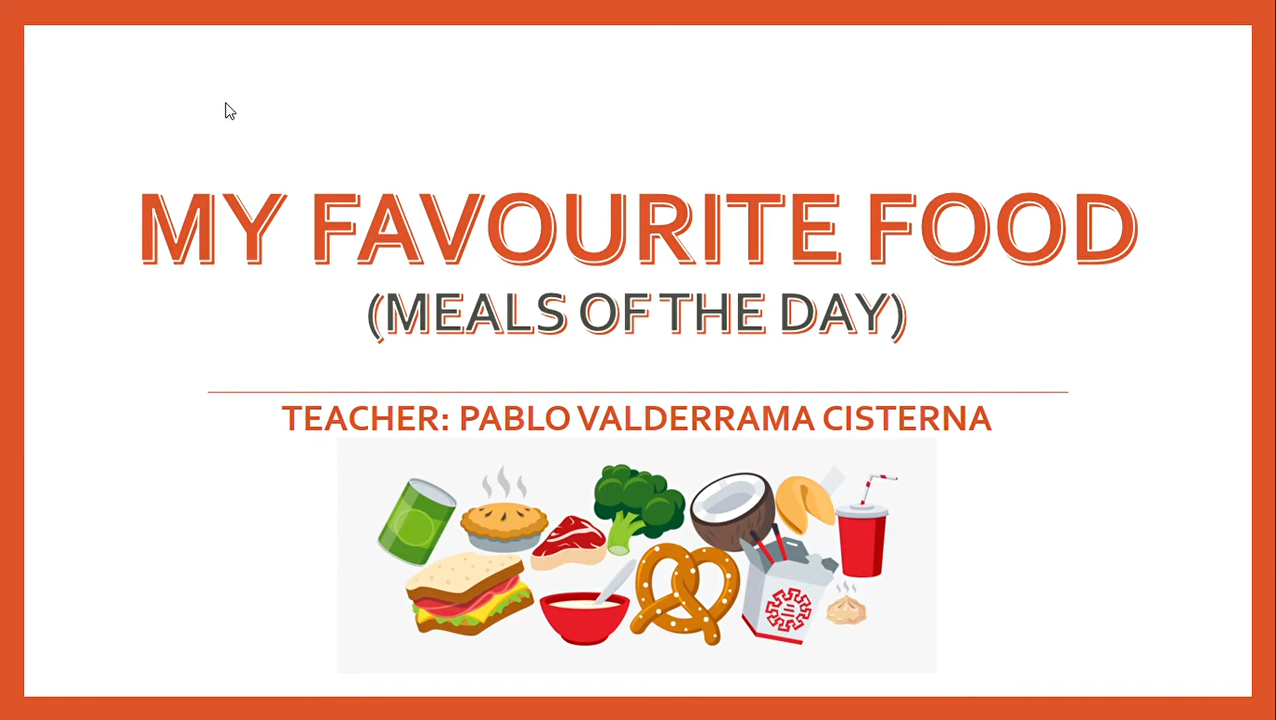 MY FAVOURITE FOOD
(MEALS OF THE DAY)
TEACHER: PABLO VALDERRAMA CISTERNA